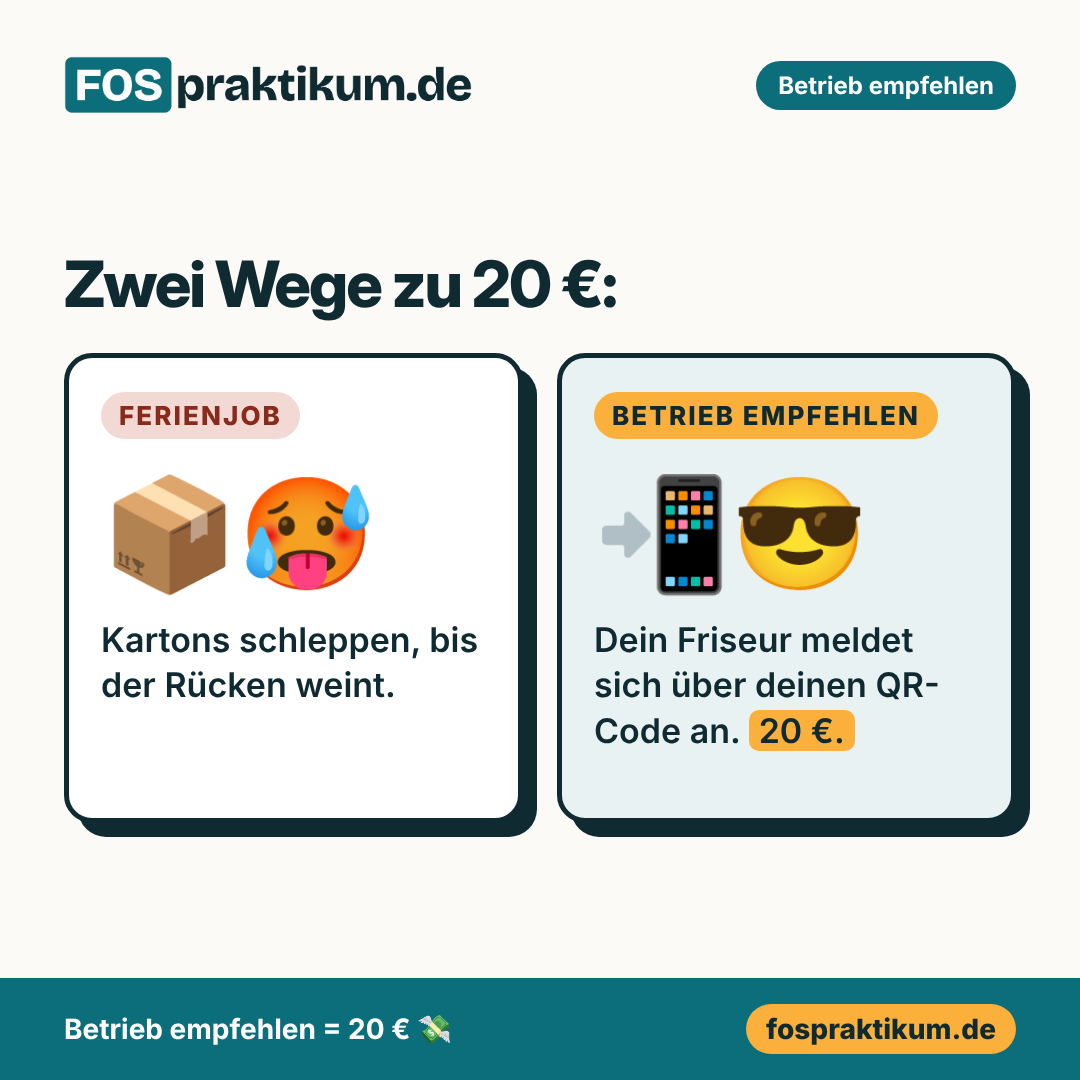 FOSpraktikum.de
Betrieb empfehlen
Zwei Wege zu 20 €:
FERIENJOB
Kartons schleppen, bis
der Rücken weint.
BETRIEB EMPFEHLEN
Dein Friseur meldet
sich über deinen QR-
Code an. 20 €.
Betrieb empfehlen = 20 € 💸
fospraktikum.de